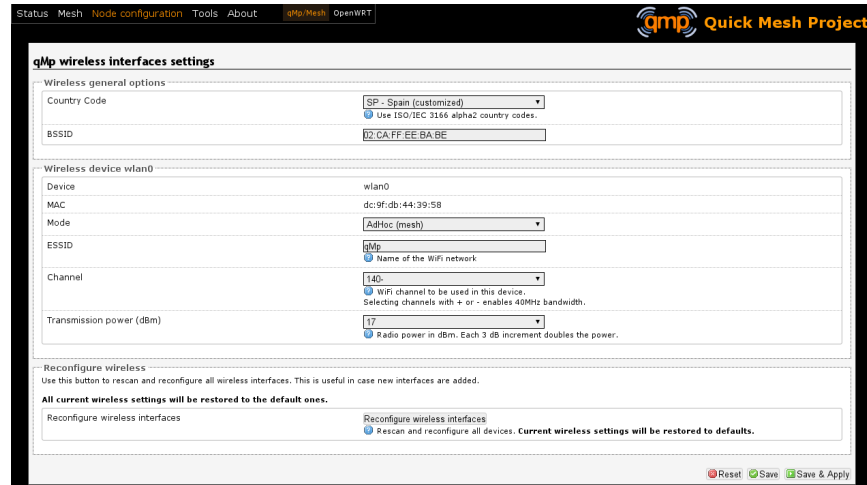 Status Mesh Node configuration Tools About qMp/Mesh OpenWRT
qmp Quick Mesh Project
qMp wireless interfaces settings
Wireless general options
Country Code SP - Spain (customized)
Use ISO/IEC 3166 alpha2 country codes.
BSSID 02:CA:FF:EE:BA:BE
Wireless device wlan0
Device wlan0
MAC dc:9f:db:44:39:58
Mode AdHoc (mesh)
ESSID qMp
Name of the WiFi network
Channel 140-
WiFi channel to be used in this device.
Selecting channels with + or - enables 40MHz bandwidth.
Transmission power (dBm) 17
Radio power in dBm. Each 3 dB increment doubles the power.
Reconfigure wireless
Use this button to rescan and reconfigure all wireless interfaces. This is useful in case new interfaces are added.
All current wireless settings will be restored to the default ones.
Reconfigure wireless interfaces Reconfigure wireless interfaces
Rescan and reconfigure all devices. Current wireless settings will be restored to defaults.
Reset Save Save & Apply